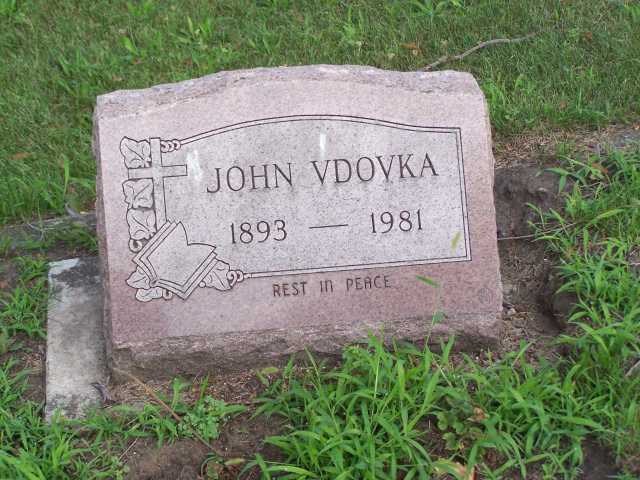 JOHN VDOVKA
1893 — 1981
REST IN PEACE